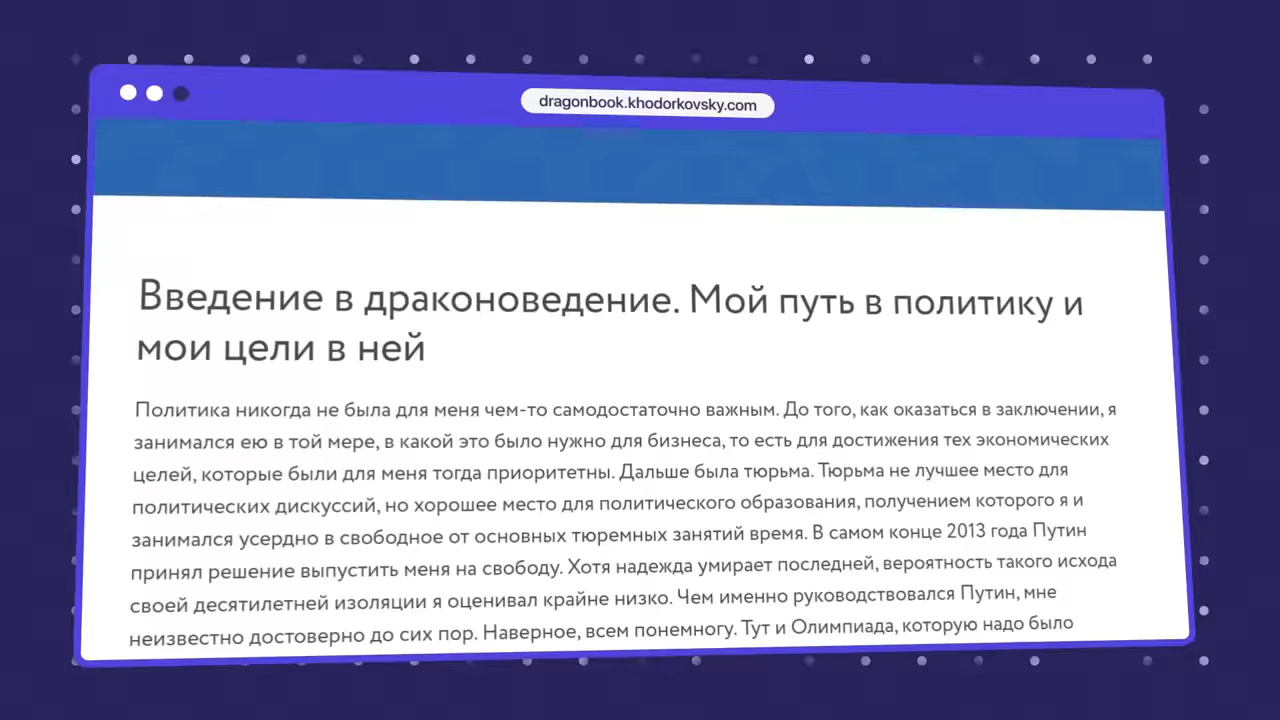 dragonbook.khodorkovsky.com
Введение в драконоведение. Мой путь в политику и
мои цели в ней
Политика никогда не была для меня чем-то самодостаточно важным. До того, как оказаться в заключении, я
занимался ею в той мере, в какой это было нужно для бизнеса, то есть для достижения тех экономических
целей, которые были для меня тогда приоритетны. Дальше была тюрьма. Тюрьма не лучшее место для
политических дискуссий, но хорошее место для политического образования, получением которого я и
занимался усердно в свободное от основных тюремных занятий время. В самом конце 2013 года Путин
принял решение выпустить меня на свободу. Хотя надежда умирает последней, вероятность такого исхода
своей десятилетней изоляции я оценивал крайне низко. Чем именно руководствовался Путин, мне
неизвестно достоверно до сих пор. Наверное, всем понемногу. Тут и Олимпиада, которую надо было